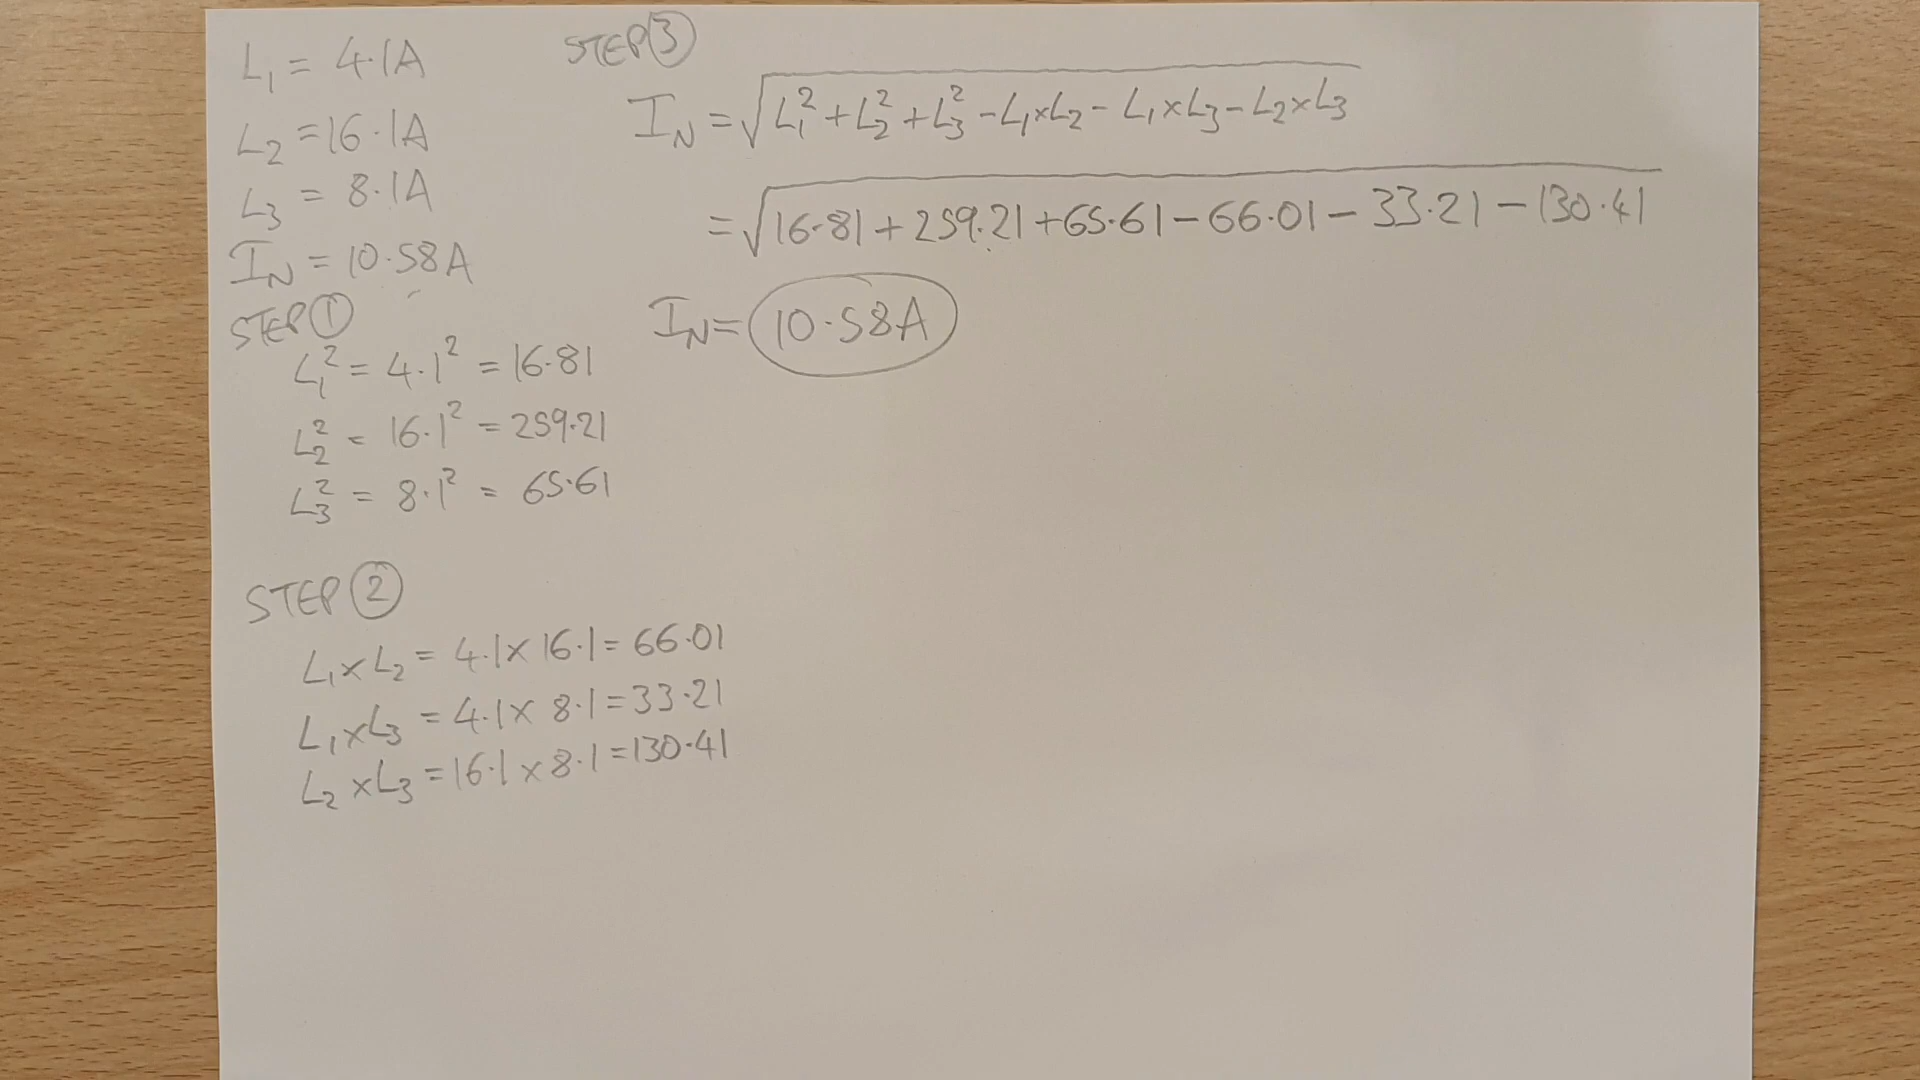 L₁ = 4.1A
L₂ = 16.1A
L₃ = 8.1A
I_N = 10.58A
STEP ①
L₁² = 4.1² = 16.81
L₂² = 16.1² = 259.21
L₃² = 8.1² = 65.61
STEP ②
L₁×L₂ = 4.1×16.1 = 66.01
L₁×L₃ = 4.1×8.1 = 33.21
L₂×L₃ = 16.1×8.1 = 130.41
STEP ③
I_N = √(L₁² + L₂² + L₃² - L₁×L₂ - L₁×L₃ - L₂×L₃)
= √(16.81 + 259.21 + 65.61 - 66.01 - 33.21 - 130.41)
I_N = 10.58A